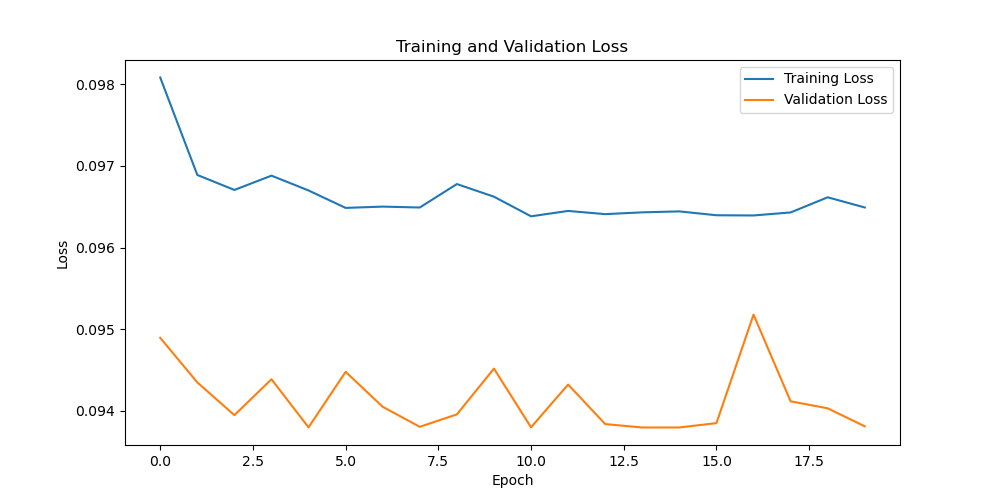 Training and Validation Loss
Training Loss
Validation Loss
0.098
0.097
0.096
0.095
0.094
Loss
0.0
2.5
5.0
7.5
10.0
12.5
15.0
17.5
Epoch